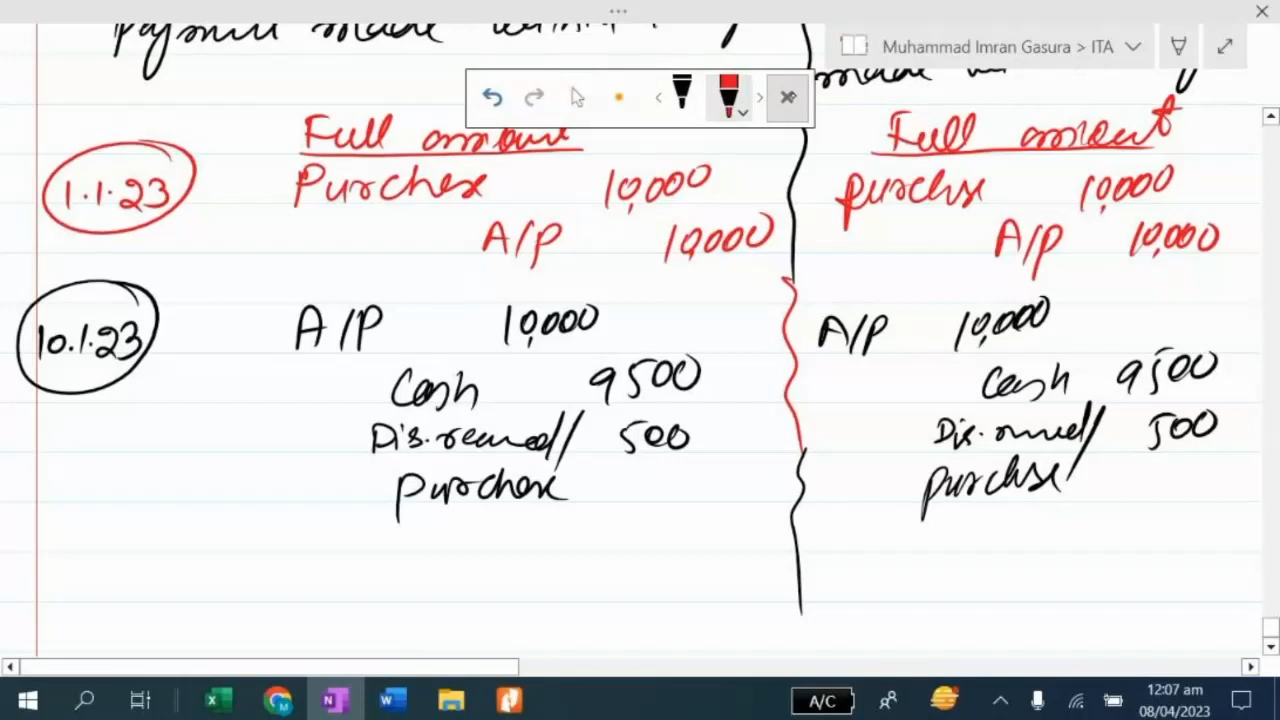 Muhammad Imran Gasura > ITA
made
Full amount
1.1.23 Purchase 10,000
A/P 10,000
10.1.23 A/P 10,000
Cash 9500
Dis. received/ 500
purchase
Full amount
purchase 10,000
A/P 10,000
A/P 10,000
Cash 9500
Dis. 500
purchase
A/C
12:07 am
08/04/2023